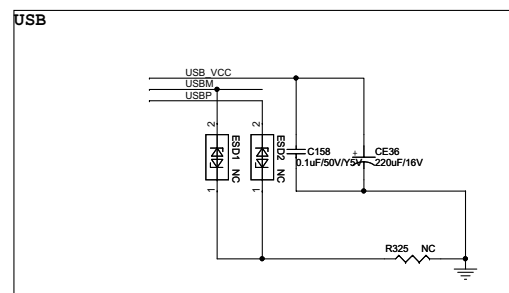 USB
USB_VCC
USBM
USBP
2
2
ESD1 NC
ESD2 NC
1
1
C158
0.1uF/50V/Y5V
+
CE36
220uF/16V
R325 NC